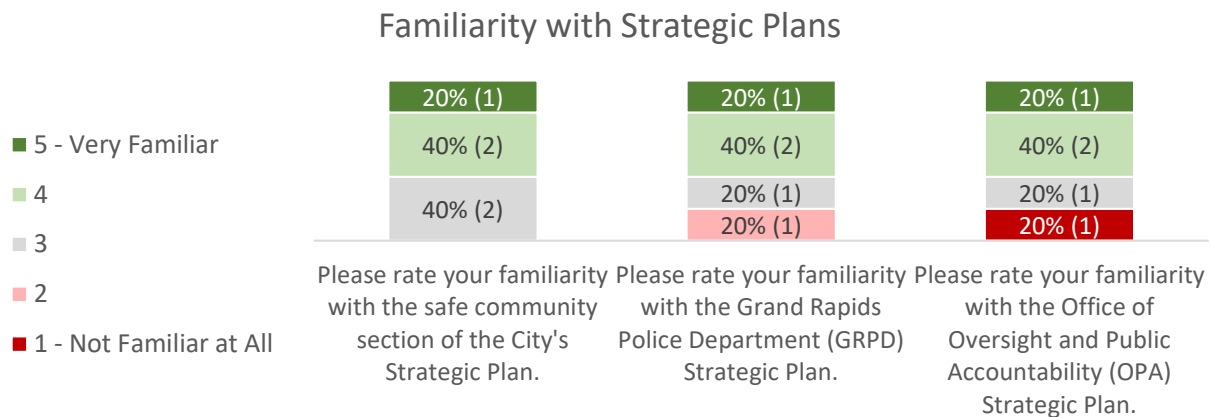 Familiarity with Strategic Plans
5 - Very Familiar
4
3
2
1 - Not Familiar at All
20% (1)
40% (2)
40% (2)
20% (1)
40% (2)
20% (1)
20% (1)
20% (1)
40% (2)
20% (1)
20% (1)
Please rate your familiarity
with the safe community
section of the City's
Strategic Plan.
Please rate your familiarity
with the Grand Rapids
Police Department (GRPD)
Strategic Plan.
Please rate your familiarity
with the Office of
Oversight and Public
Accountability (OPA)
Strategic Plan.